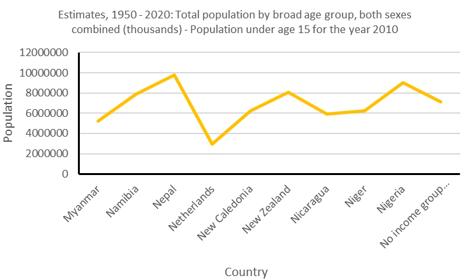 Estimates, 1950 - 2020: Total population by broad age group, both sexes
combined (thousands) - Population under age 15 for the year 2010
12000000
10000000
8000000
6000000
4000000
2000000
0
Population
Myanmar
Namibia
Nepal
Netherlands
New Caledonia
New Zealand
Nicaragua
Niger
Nigeria
No income group...
Country